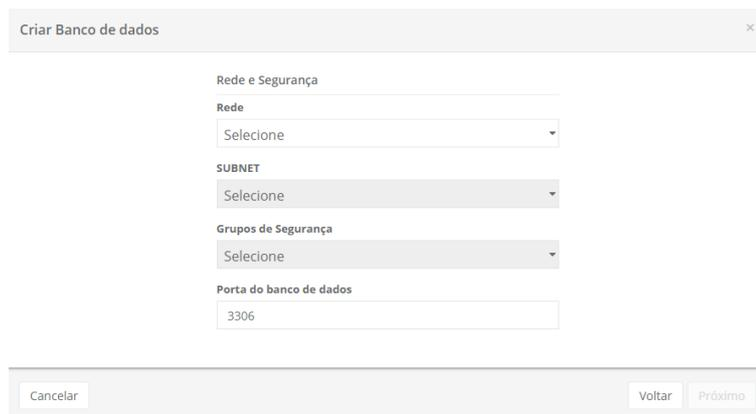 Criar Banco de dados
×
Rede e Segurança
Rede
Selecione
SUBNET
Selecione
Grupos de Segurança
Selecione
Porta do banco de dados
3306
Cancelar
Voltar
Próximo